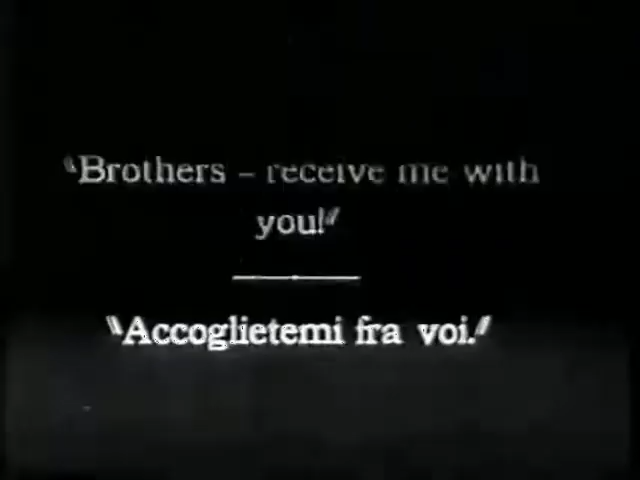 "Brothers – receive me with
you!"
"Accoglietemi fra voi."